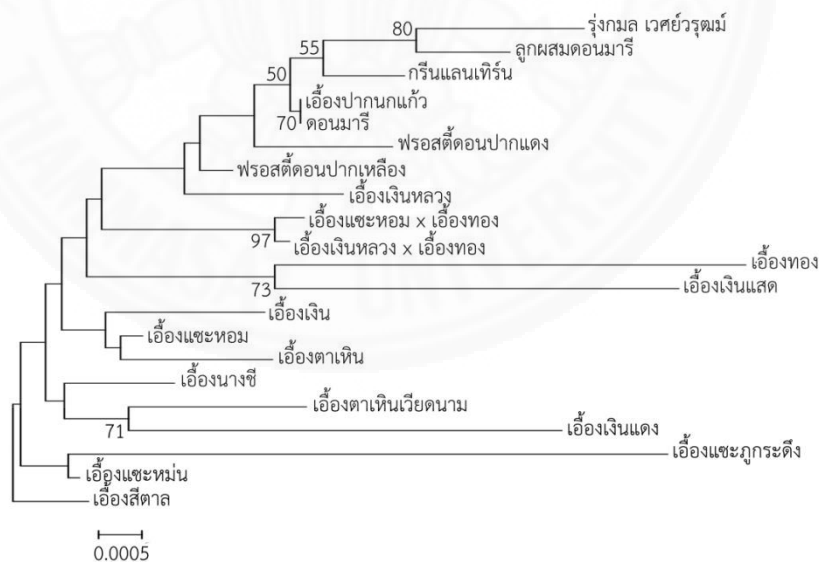 80
รุ่งกมล เวศย์วรุฒม์
55
ลูกผสมดอนมารี
50
กรีนแลนเทิร์น
เอื้องปากนกแก้ว
70
ดอนมารี
ฟรอสตี้ดอนปากแดง
ฟรอสตี้ดอนปากเหลือง
เอื้องเงินหลวง
เอื้องแซะหอม x เอื้องทอง
97
เอื้องเงินหลวง x เอื้องทอง
เอื้องทอง
73
เอื้องเงินแสด
เอื้องเงิน
เอื้องแซะหอม
เอื้องตาเหิน
เอื้องนางชี
เอื้องตาเหินเวียดนาม
71
เอื้องเงินแดง
เอื้องแซะภูกระดึง
เอื้องแซะหม่น
เอื้องสีตาล
0.0005